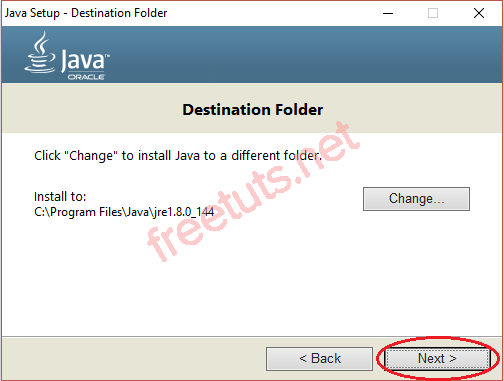 Java Setup - Destination Folder
Java™
ORACLE
Destination Folder
Click "Change" to install Java to a different folder.
Install to:
C:\Program Files\Java\jre1.8.0_144
Change...
freetuts.net
< Back
Next >